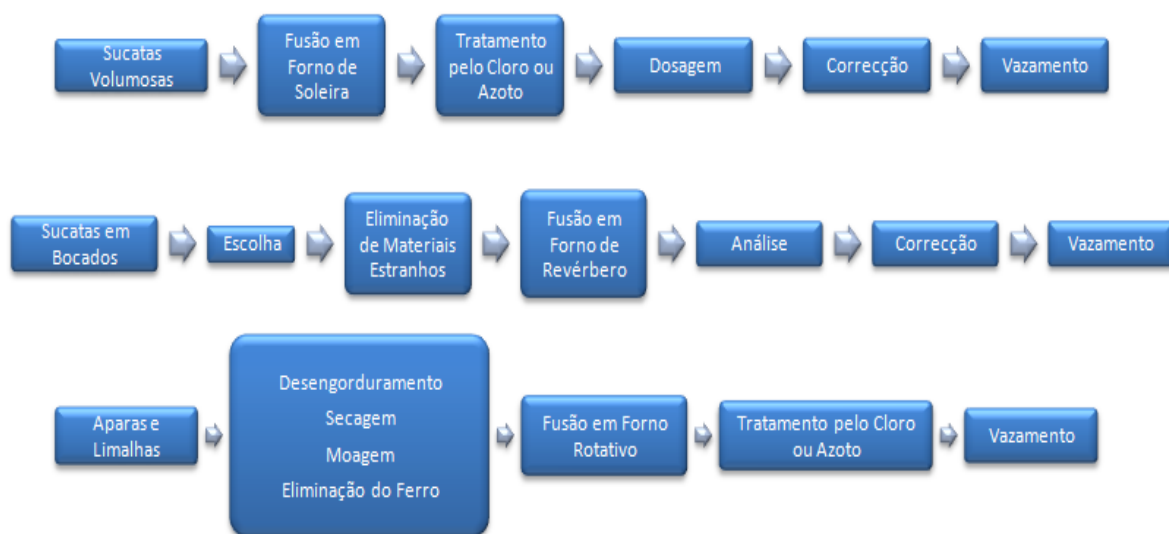 Sucatas
Volumosas
Fusão em
Forno de
Soleira
Tratamento
pelo Cloro ou
Azoto
Dosagem
Correcção
Vazamento
Sucatas em
Bocados
Escolha
Eliminação
de Materiais
Estranhos
Fusão em
Forno de
Revérbero
Análise
Correcção
Vazamento
Aparas e
Limalhas
Desengorduramento
Secagem
Moagem
Eliminação do Ferro
Fusão em Forno
Rotativo
Tratamento pelo Cloro
ou Azoto
Vazamento